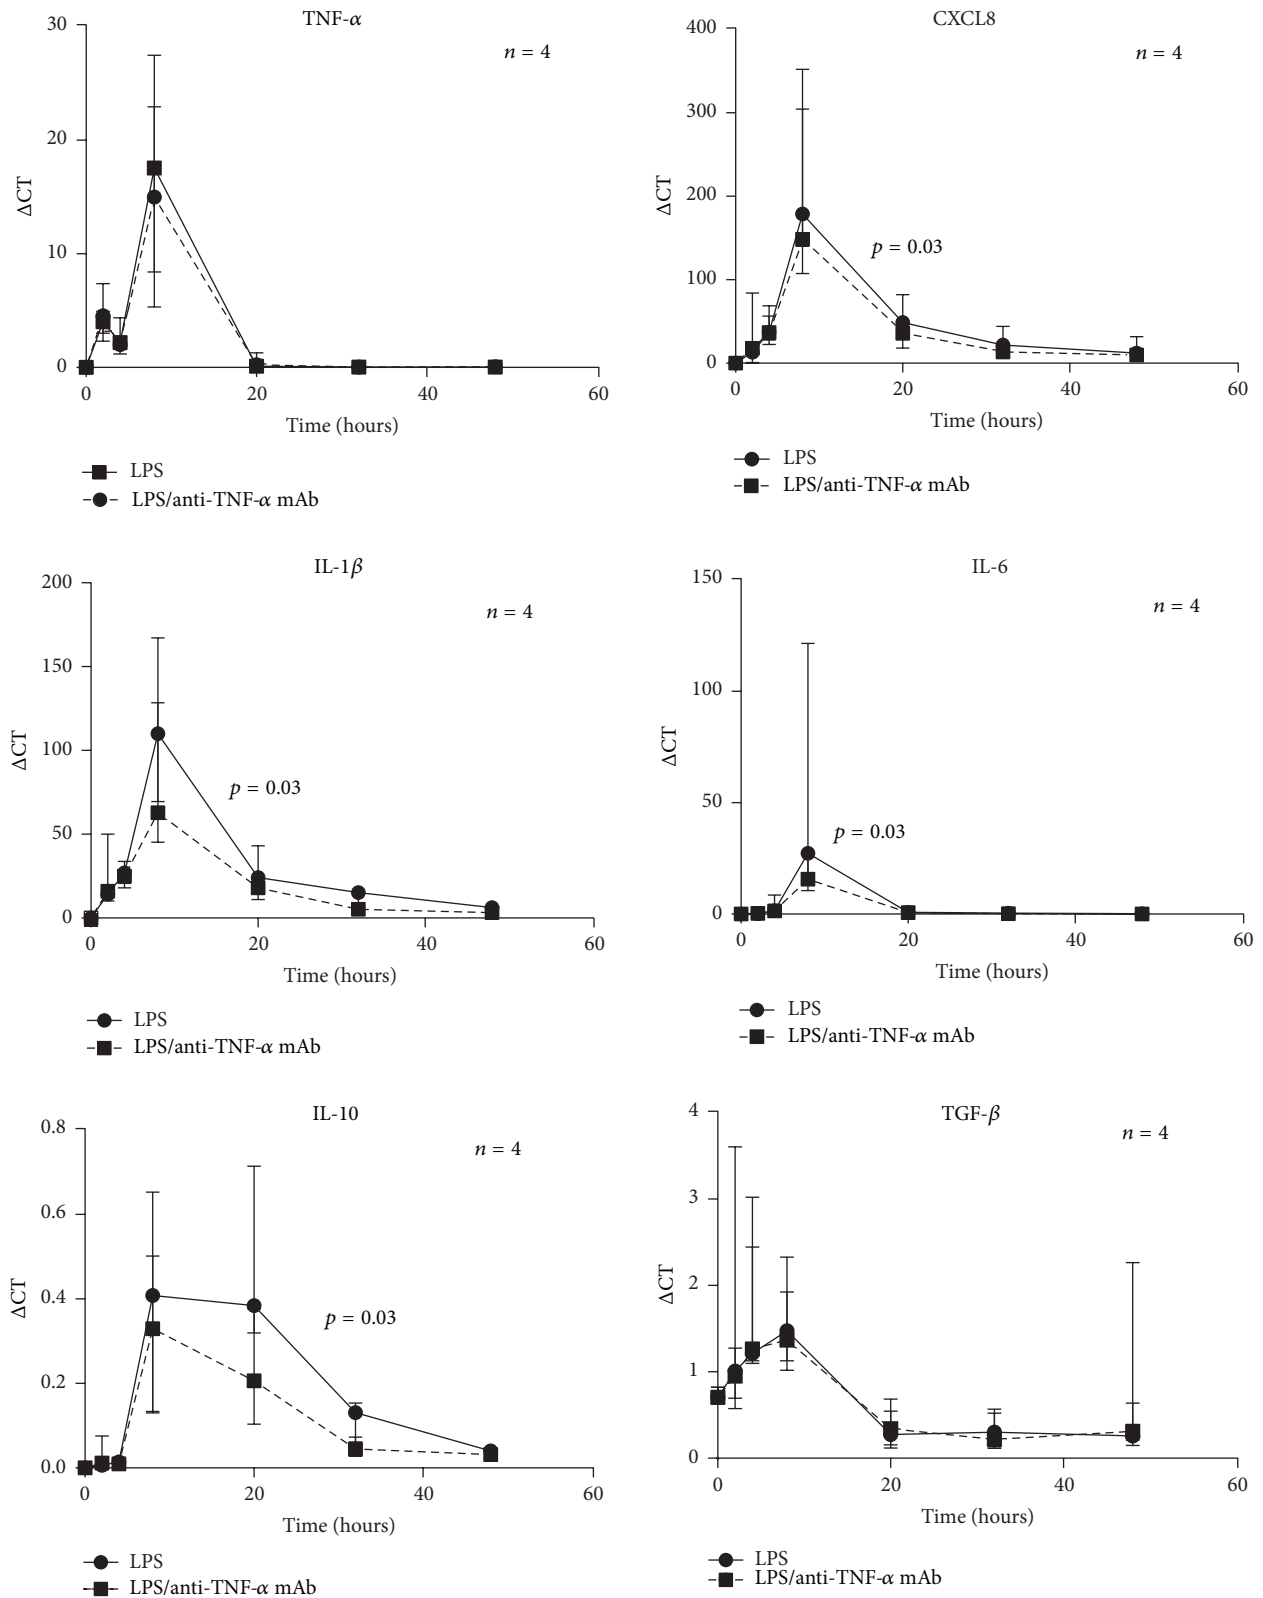 TNF-α
n = 4
30
20
10
0
ΔCT
0 20 40 60
Time (hours)
LPS
LPS/anti-TNF-α mAb
CXCL8
n = 4
400
300
200
100
0
ΔCT
p = 0.03
0 20 40 60
Time (hours)
LPS
LPS/anti-TNF-α mAb
IL-1β
n = 4
200
150
100
50
0
ΔCT
p = 0.03
0 20 40 60
Time (hours)
LPS
LPS/anti-TNF-α mAb
IL-6
n = 4
150
100
50
0
ΔCT
p = 0.03
0 20 40 60
Time (hours)
LPS
LPS/anti-TNF-α mAb
IL-10
n = 4
0.8
0.6
0.4
0.2
0.0
ΔCT
p = 0.03
0 20 40 60
Time (hours)
LPS
LPS/anti-TNF-α mAb
TGF-β
n = 4
4
3
2
1
0
ΔCT
0 20 40 60
Time (hours)
LPS
LPS/anti-TNF-α mAb